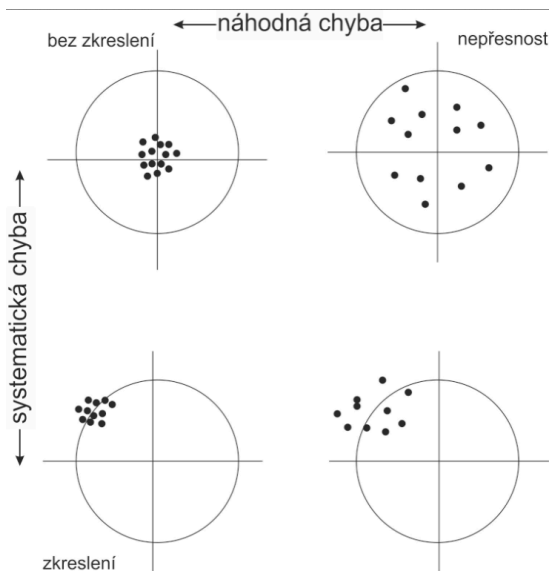 náhodná chyba
bez zkreslení
nepřesnost
systematická chyba
zkreslení